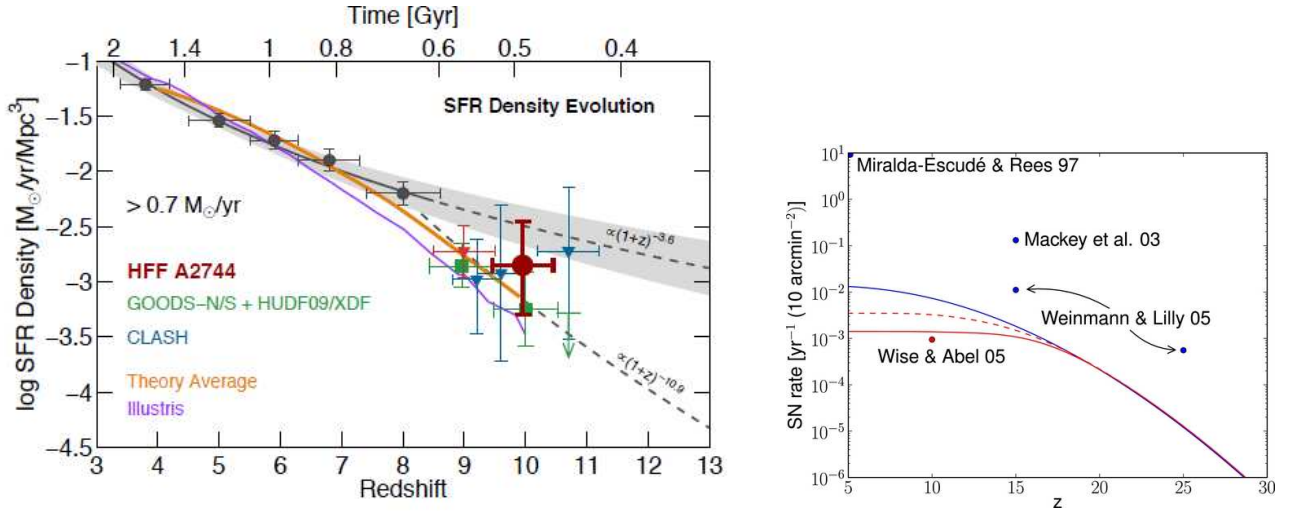 Time [Gyr]
2 1.4 1 0.8 0.6 0.5 0.4
SFR Density Evolution
> 0.7 M⊙/yr
HFF A2744
GOODS−N/S + HUDF09/XDF
CLASH
Theory Average
Illustris
∝(1+z)−3.6
∝(1+z)−10.9
log SFR Density [M⊙/yr/Mpc3]
−1
−1.5
−2
−2.5
−3
−3.5
−4
−4.5
3 4 5 6 7 8 9 10 11 12 13
Redshift
SN rate [yr−1 (10 arcmin−2)]
10^1
10^0
10^-1
10^-2
10^-3
10^-4
10^-5
10^-6
Miralda-Escudé & Rees 97
Mackey et al. 03
Weinmann & Lilly 05
Wise & Abel 05
5 10 15 20 25 30
z